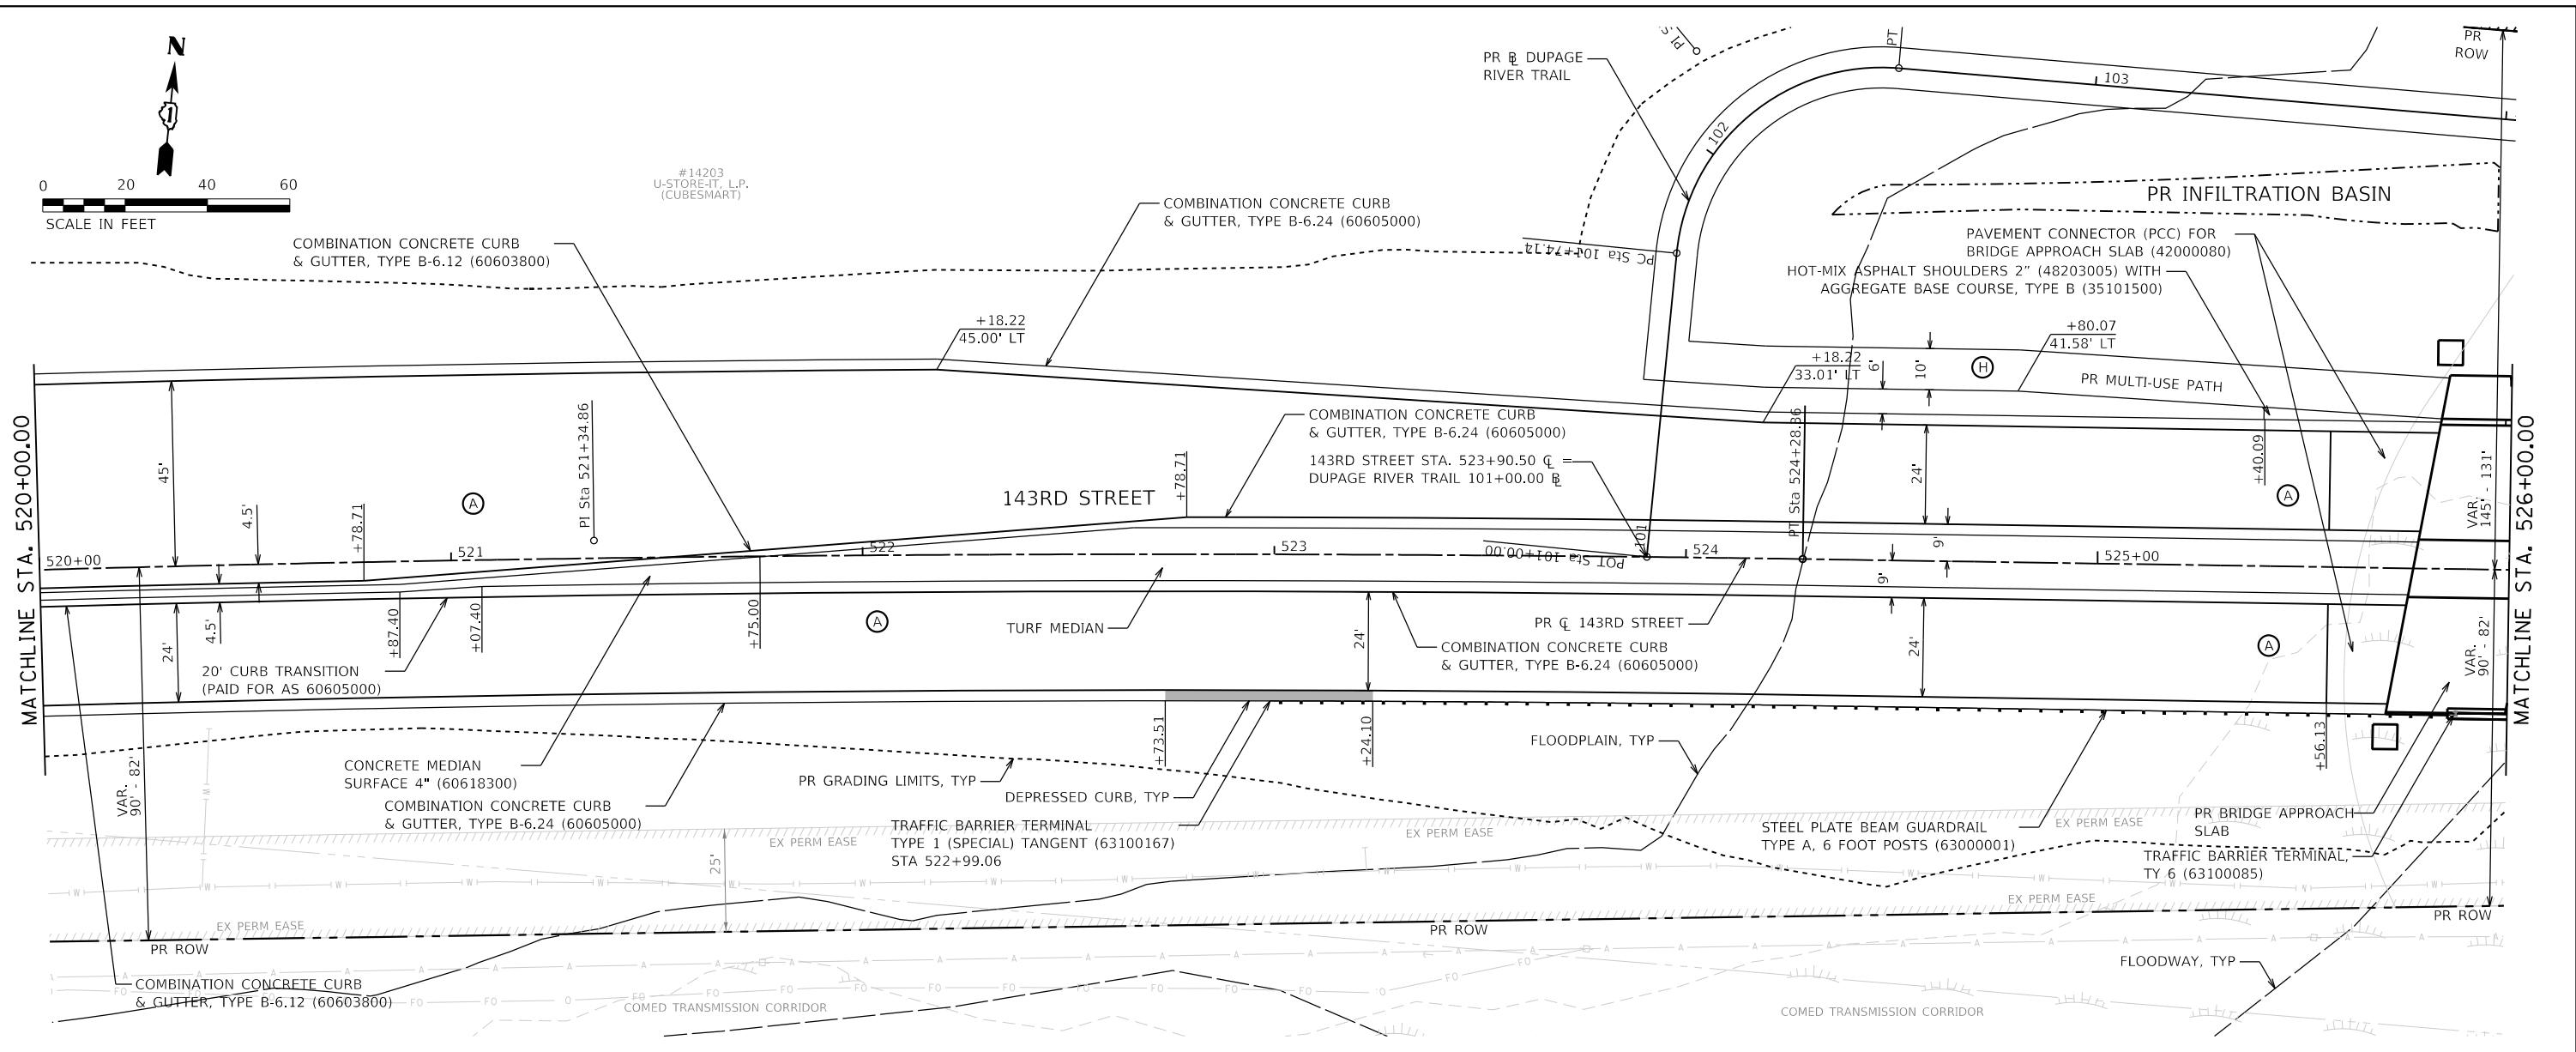 N
1
0 20 40 60
SCALE IN FEET
#14203
U-STORE-IT, L.P.
(CUBESMART)
PR BL DUPAGE
RIVER TRAIL
PI S
PT
102
103
PR
ROW
PR INFILTRATION BASIN
COMBINATION CONCRETE CURB
& GUTTER, TYPE B-6.12 (60603800)
COMBINATION CONCRETE CURB
& GUTTER, TYPE B-6.24 (60605000)
PC Sta 101+74.14
PAVEMENT CONNECTOR (PCC) FOR
BRIDGE APPROACH SLAB (42000080)
HOT-MIX ASPHALT SHOULDERS 2" (48203005) WITH
AGGREGATE BASE COURSE, TYPE B (35101500)
+18.22
45.00' LT
+18.22
33.01' LT
6'
10'
H
+80.07
41.58' LT
PR MULTI-USE PATH
MATCHLINE STA. 520+00.00
45'
4.5'
A
+78.71
PI Sta 521+34.86
143RD STREET
+78.71
COMBINATION CONCRETE CURB
& GUTTER, TYPE B-6.24 (60605000)
143RD STREET STA. 523+90.50 CL =
DUPAGE RIVER TRAIL 101+00.00 BL
PT Sta 524+28.36
24'
+40.09
A
VAR.
145' - 131'
MATCHLINE STA. 526+00.00
520+00
521
522
523
POT Sta 101+00.00
101
524
9'
525+00
9'
24'
4.5'
+87.40
+07.40
+75.00
A
TURF MEDIAN
24'
PR CL 143RD STREET
COMBINATION CONCRETE CURB
& GUTTER, TYPE B-6.24 (60605000)
24'
A
VAR.
90' - 82'
20' CURB TRANSITION
(PAID FOR AS 60605000)
+73.51
+24.10
+56.13
FLOODPLAIN, TYP
VAR.
90' - 82'
CONCRETE MEDIAN
SURFACE 4" (60618300)
COMBINATION CONCRETE CURB
& GUTTER, TYPE B-6.24 (60605000)
PR GRADING LIMITS, TYP
DEPRESSED CURB, TYP
TRAFFIC BARRIER TERMINAL
TYPE 1 (SPECIAL) TANGENT (63100167)
STA 522+99.06
STEEL PLATE BEAM GUARDRAIL
TYPE A, 6 FOOT POSTS (63000001)
PR BRIDGE APPROACH
SLAB
TRAFFIC BARRIER TERMINAL,
TY 6 (63100085)
25'
EX PERM EASE
EX PERM EASE
EX PERM EASE
EX PERM EASE
EX PERM EASE
PR ROW
PR ROW
PR ROW
COMBINATION CONCRETE CURB
& GUTTER, TYPE B-6.12 (60603800)
COMED TRANSMISSION CORRIDOR
COMED TRANSMISSION CORRIDOR
FLOODWAY, TYP